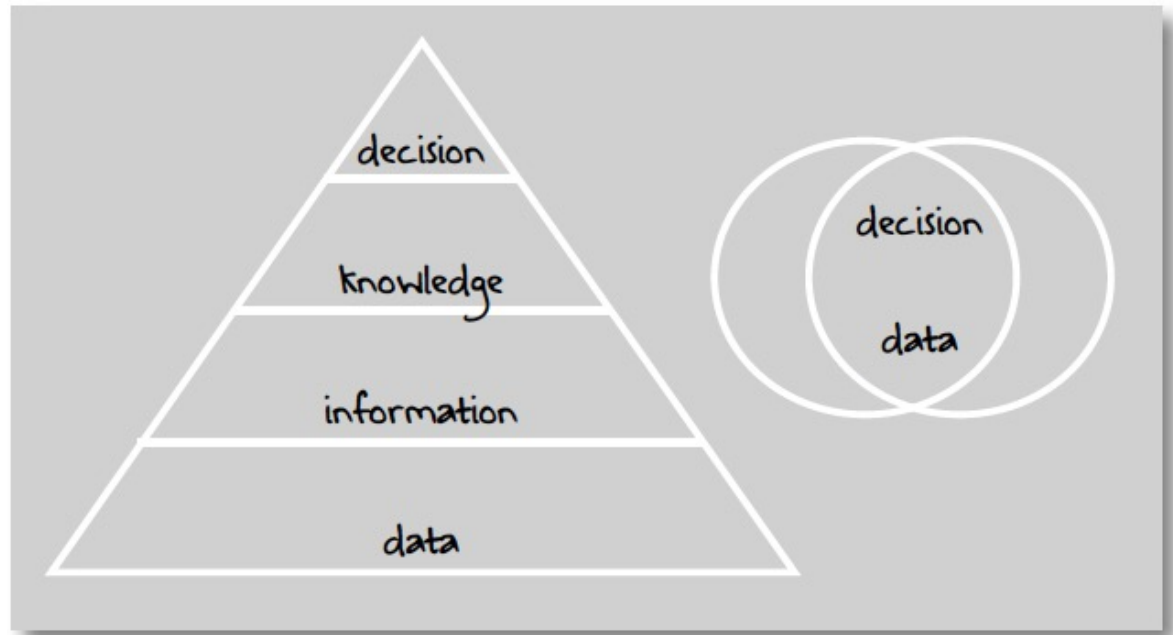 decision
knowledge
information
data
decision
data